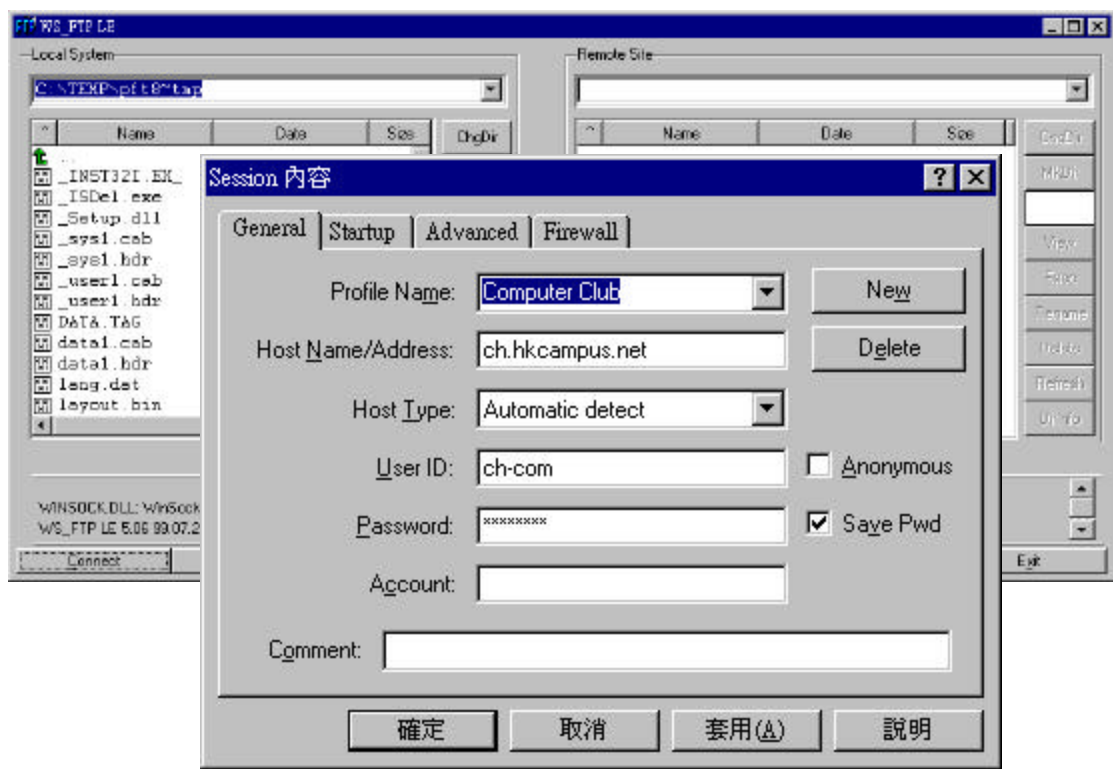 WS_FTP LE
Local System
Remote Site
C:\TEMP\pft8~tmp
^ Name Date Size ChgDir
^ Name Date Size ChgDir
..
MkDir
_INST32I.EX_
_ISDel.exe
_Setup.dll
_sys1.cab
View
_sys1.hdr
_user1.cab
_user1.hdr
Rename
DATA.TAG
data1.cab
Delete
data1.hdr
lang.dat
Refresh
layout.bin
DirInfo
WINSOCK.DLL: WinSock
WS_FTP LE 5.06 99.07.2
Connect
Exit
Session 內容
General Startup Advanced Firewall
Profile Name: Computer Club New
Host Name/Address: ch.hkcampus.net Delete
Host Type: Automatic detect
User ID: ch-com Anonymous
Password: ******** Save Pwd
Account:
Comment:
確定 取消 套用(A) 說明